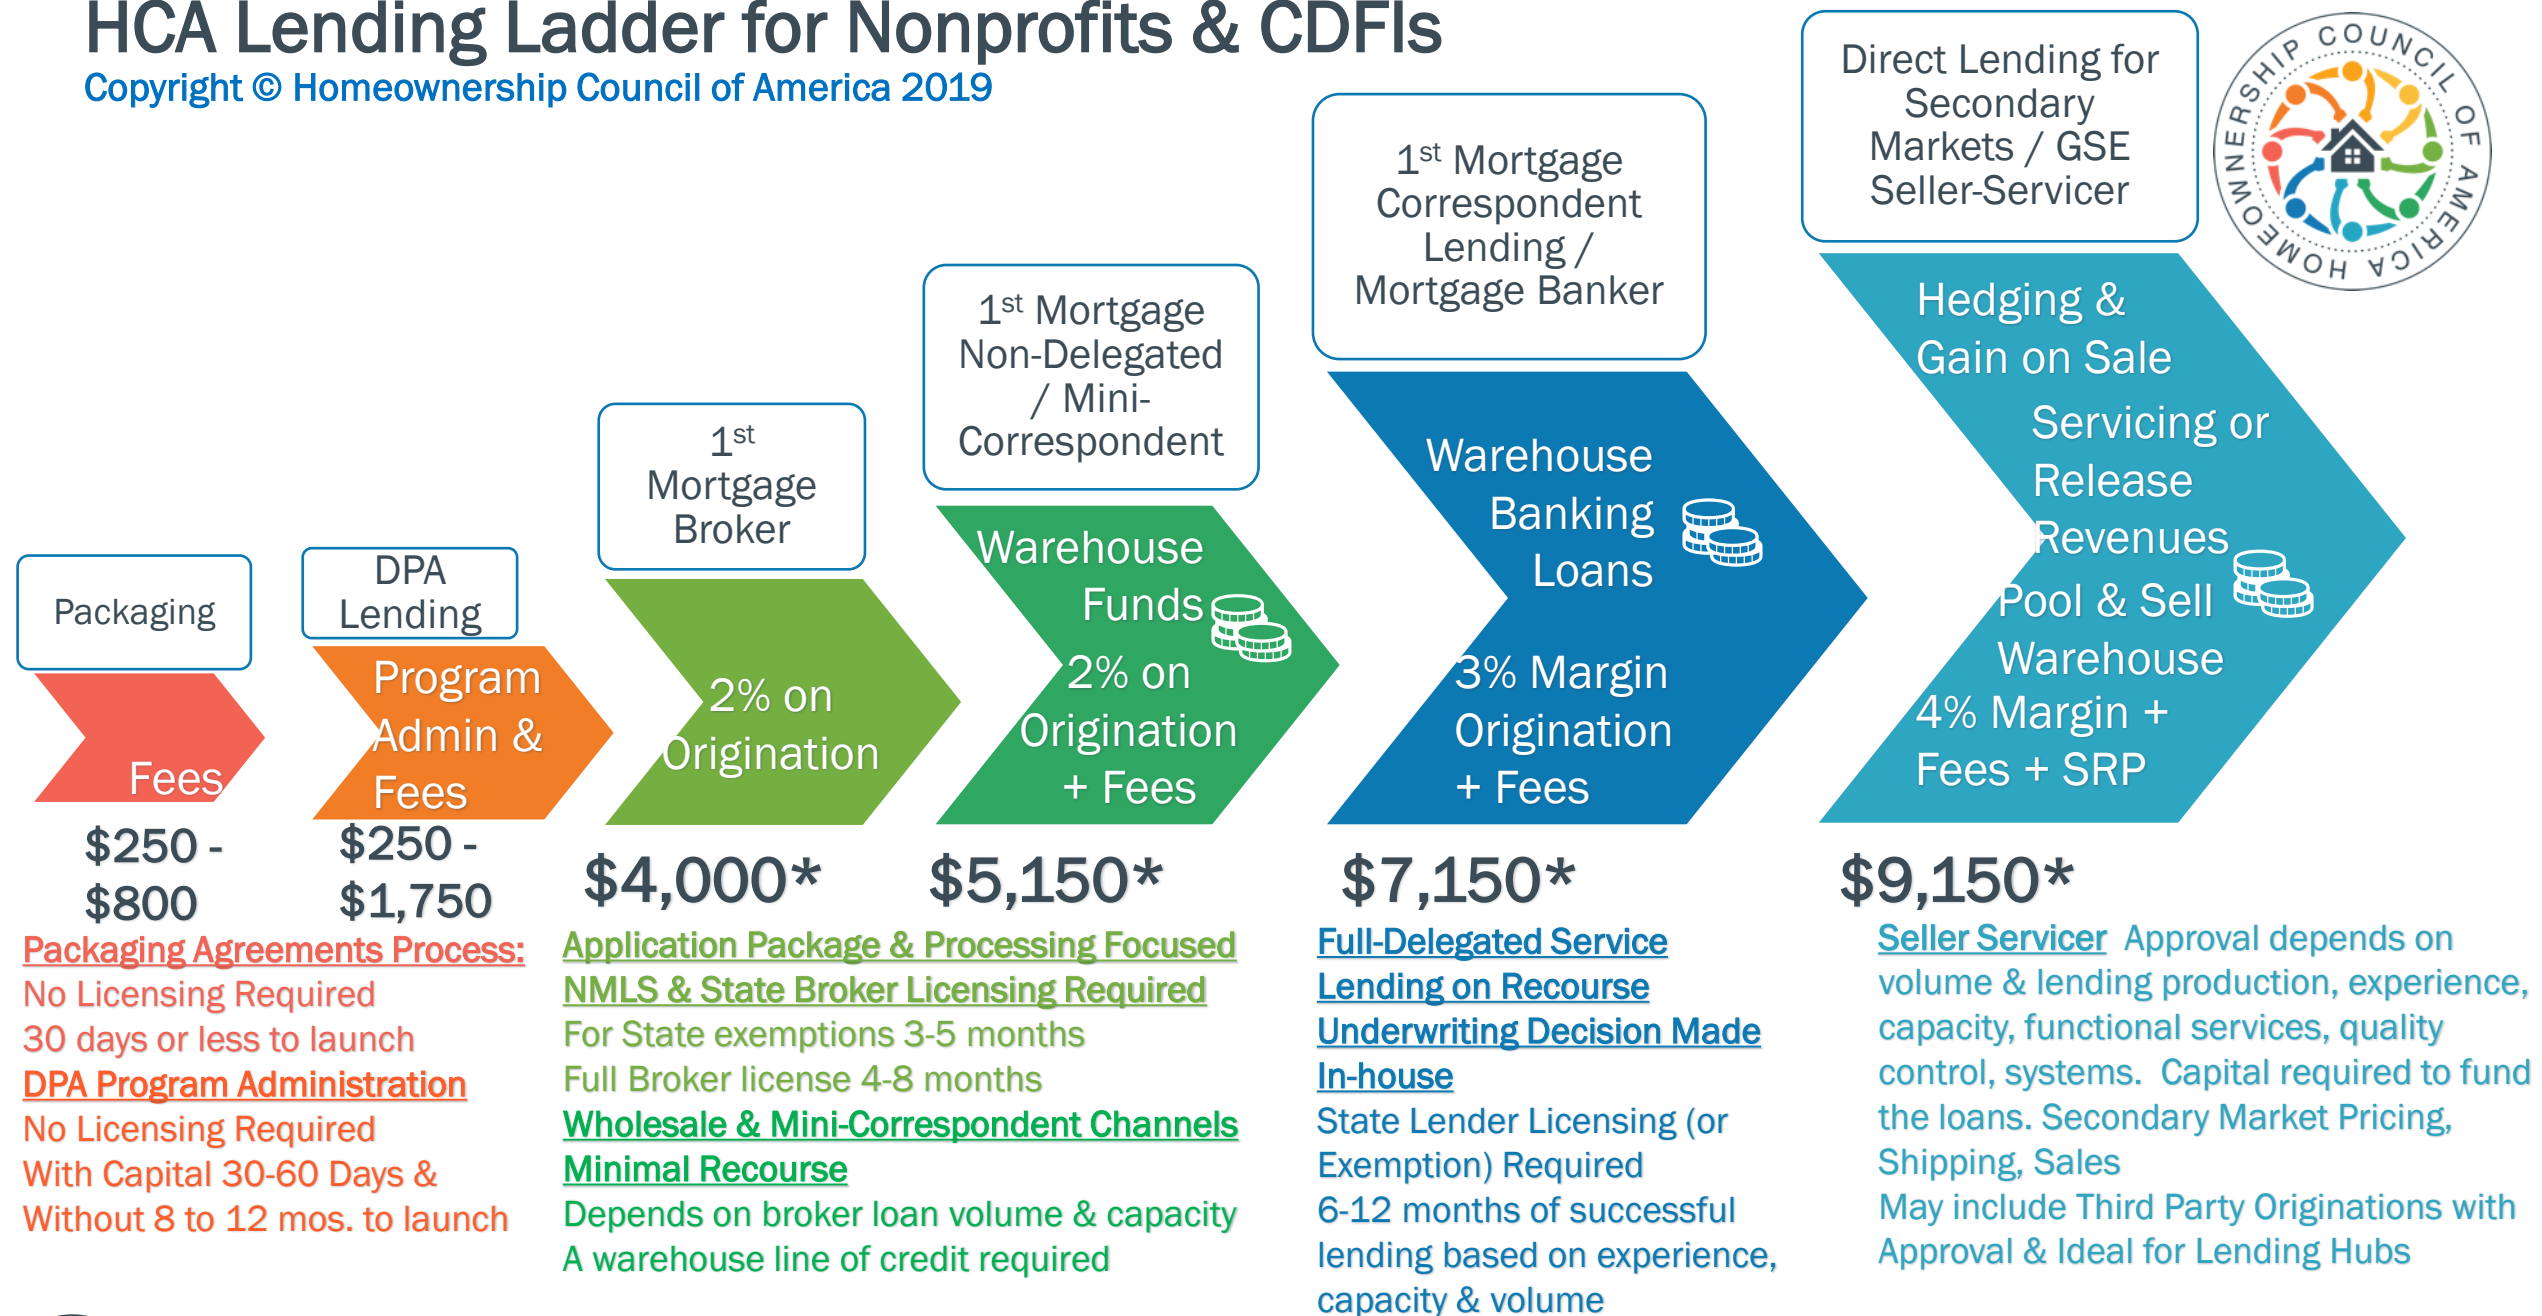 HCA Lending Ladder for Nonprofits & CDFIs
Copyright © Homeownership Council of America 2019
HOMEOWNERSHIP COUNCIL OF AMERICA
Packaging
Fees
$250 -
$800
DPA
Lending
Program
Admin &
Fees
$250 -
$1,750
1st
Mortgage
Broker
2% on
Origination
$4,000*
1st Mortgage
Non-Delegated
/ Mini-
Correspondent
Warehouse
Funds
2% on
Origination
+ Fees
$5,150*
1st Mortgage
Correspondent
Lending /
Mortgage Banker
Warehouse
Banking
Loans
3% Margin
Origination
+ Fees
$7,150*
Direct Lending for
Secondary
Markets / GSE
Seller-Servicer
Hedging &
Gain on Sale
Servicing or
Release
Revenues
Pool & Sell
Warehouse
4% Margin +
Fees + SRP
$9,150*
Packaging Agreements Process:
No Licensing Required
30 days or less to launch
DPA Program Administration
No Licensing Required
With Capital 30-60 Days &
Without 8 to 12 mos. to launch
Application Package & Processing Focused
NMLS & State Broker Licensing Required
For State exemptions 3-5 months
Full Broker license 4-8 months
Wholesale & Mini-Correspondent Channels
Minimal Recourse
Depends on broker loan volume & capacity
A warehouse line of credit required
Full-Delegated Service
Lending on Recourse
Underwriting Decision Made
In-house
State Lender Licensing (or
Exemption) Required
6-12 months of successful
lending based on experience,
capacity & volume
Seller Servicer Approval depends on
volume & lending production, experience,
capacity, functional services, quality
control, systems. Capital required to fund
the loans. Secondary Market Pricing,
Shipping, Sales
May include Third Party Originations with
Approval & Ideal for Lending Hubs